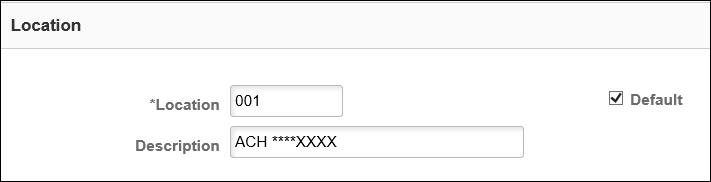 Location
*Location 001 Default
Description ACH ****XXXX